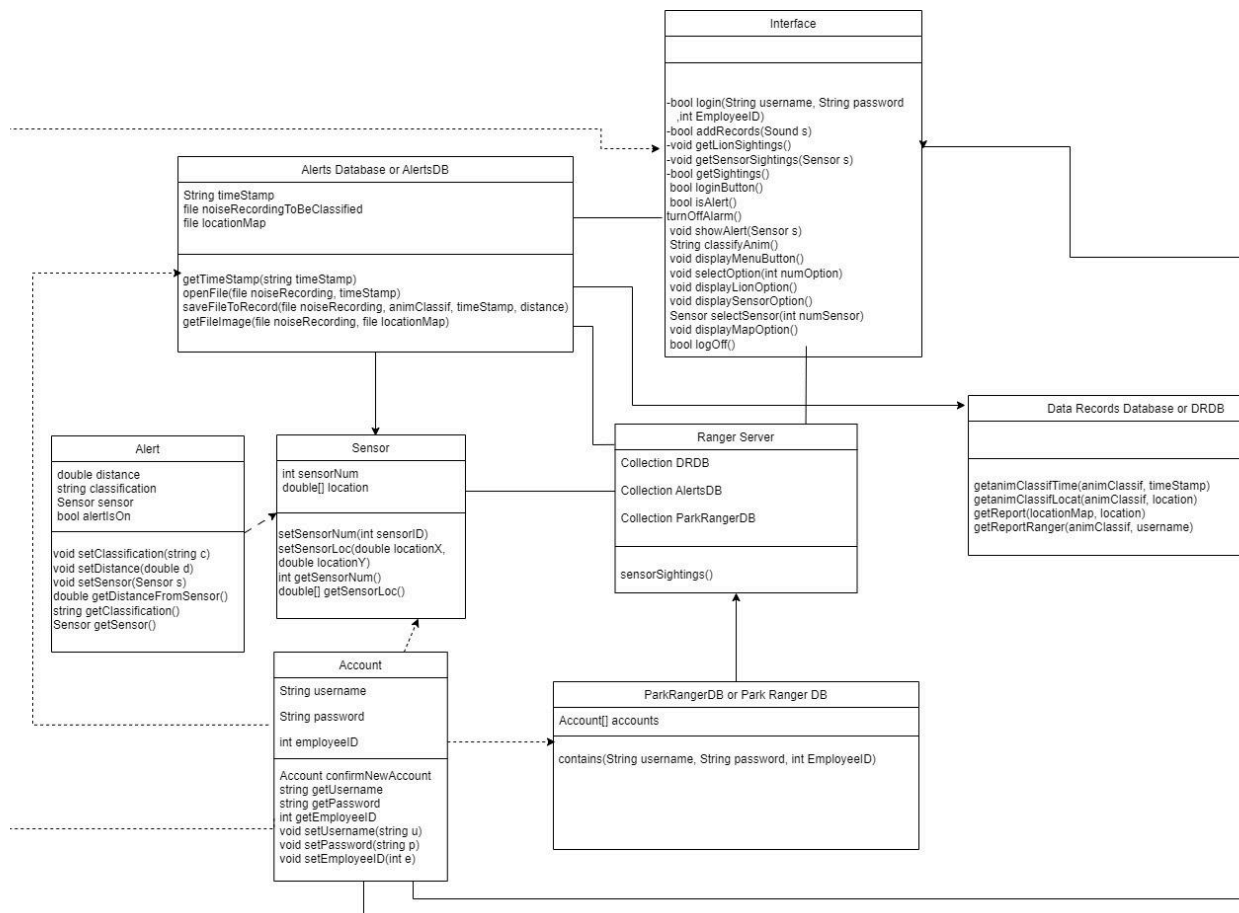 Interface
-bool login(String username, String password
,int EmployeeID)
-bool addRecords(Sound s)
-void getLionSightings()
-void getSensorSightings(Sensor s)
-bool getSightings()
bool loginButton()
bool isAlert()
turnOffAlarm()
void showAlert(Sensor s)
String classifyAnim()
void displayMenuButton()
void selectOption(int numOption)
void displayLionOption()
void displaySensorOption()
Sensor selectSensor(int numSensor)
void displayMapOption()
bool logOff()
Alerts Database or AlertsDB
String timeStamp
file noiseRecordingToBeClassified
file locationMap
getTimeStamp(string timeStamp)
openFile(file noiseRecording, timeStamp)
saveFileToRecord(file noiseRecording, animClassif, timeStamp, distance)
getFileImage(file noiseRecording, file locationMap)
Data Records Database or DRDB
getanimClassifTime(animClassif, timeStamp)
getanimClassifLocat(animClassif, location)
getReport(locationMap, location)
getReportRanger(animClassif, username)
Alert
double distance
string classification
Sensor sensor
bool alertIsOn
void setClassification(string c)
void setDistance(double d)
void setSensor(Sensor s)
double getDistanceFromSensor()
string getClassification()
Sensor getSensor()
Sensor
int sensorNum
double[] location
setSensorNum(int sensorID)
setSensorLoc(double locationX,
double locationY)
int getSensorNum()
double[] getSensorLoc()
Ranger Server
Collection DRDB
Collection AlertsDB
Collection ParkRangerDB
sensorSightings()
Account
String username
String password
int employeeID
Account confirmNewAccount
string getUsername
string getPassword
int getEmployeeID
void setUsername(string u)
void setPassword(string p)
void setEmployeeID(int e)
ParkRangerDB or Park Ranger DB
Account[] accounts
contains(String username, String password, int EmployeeID)